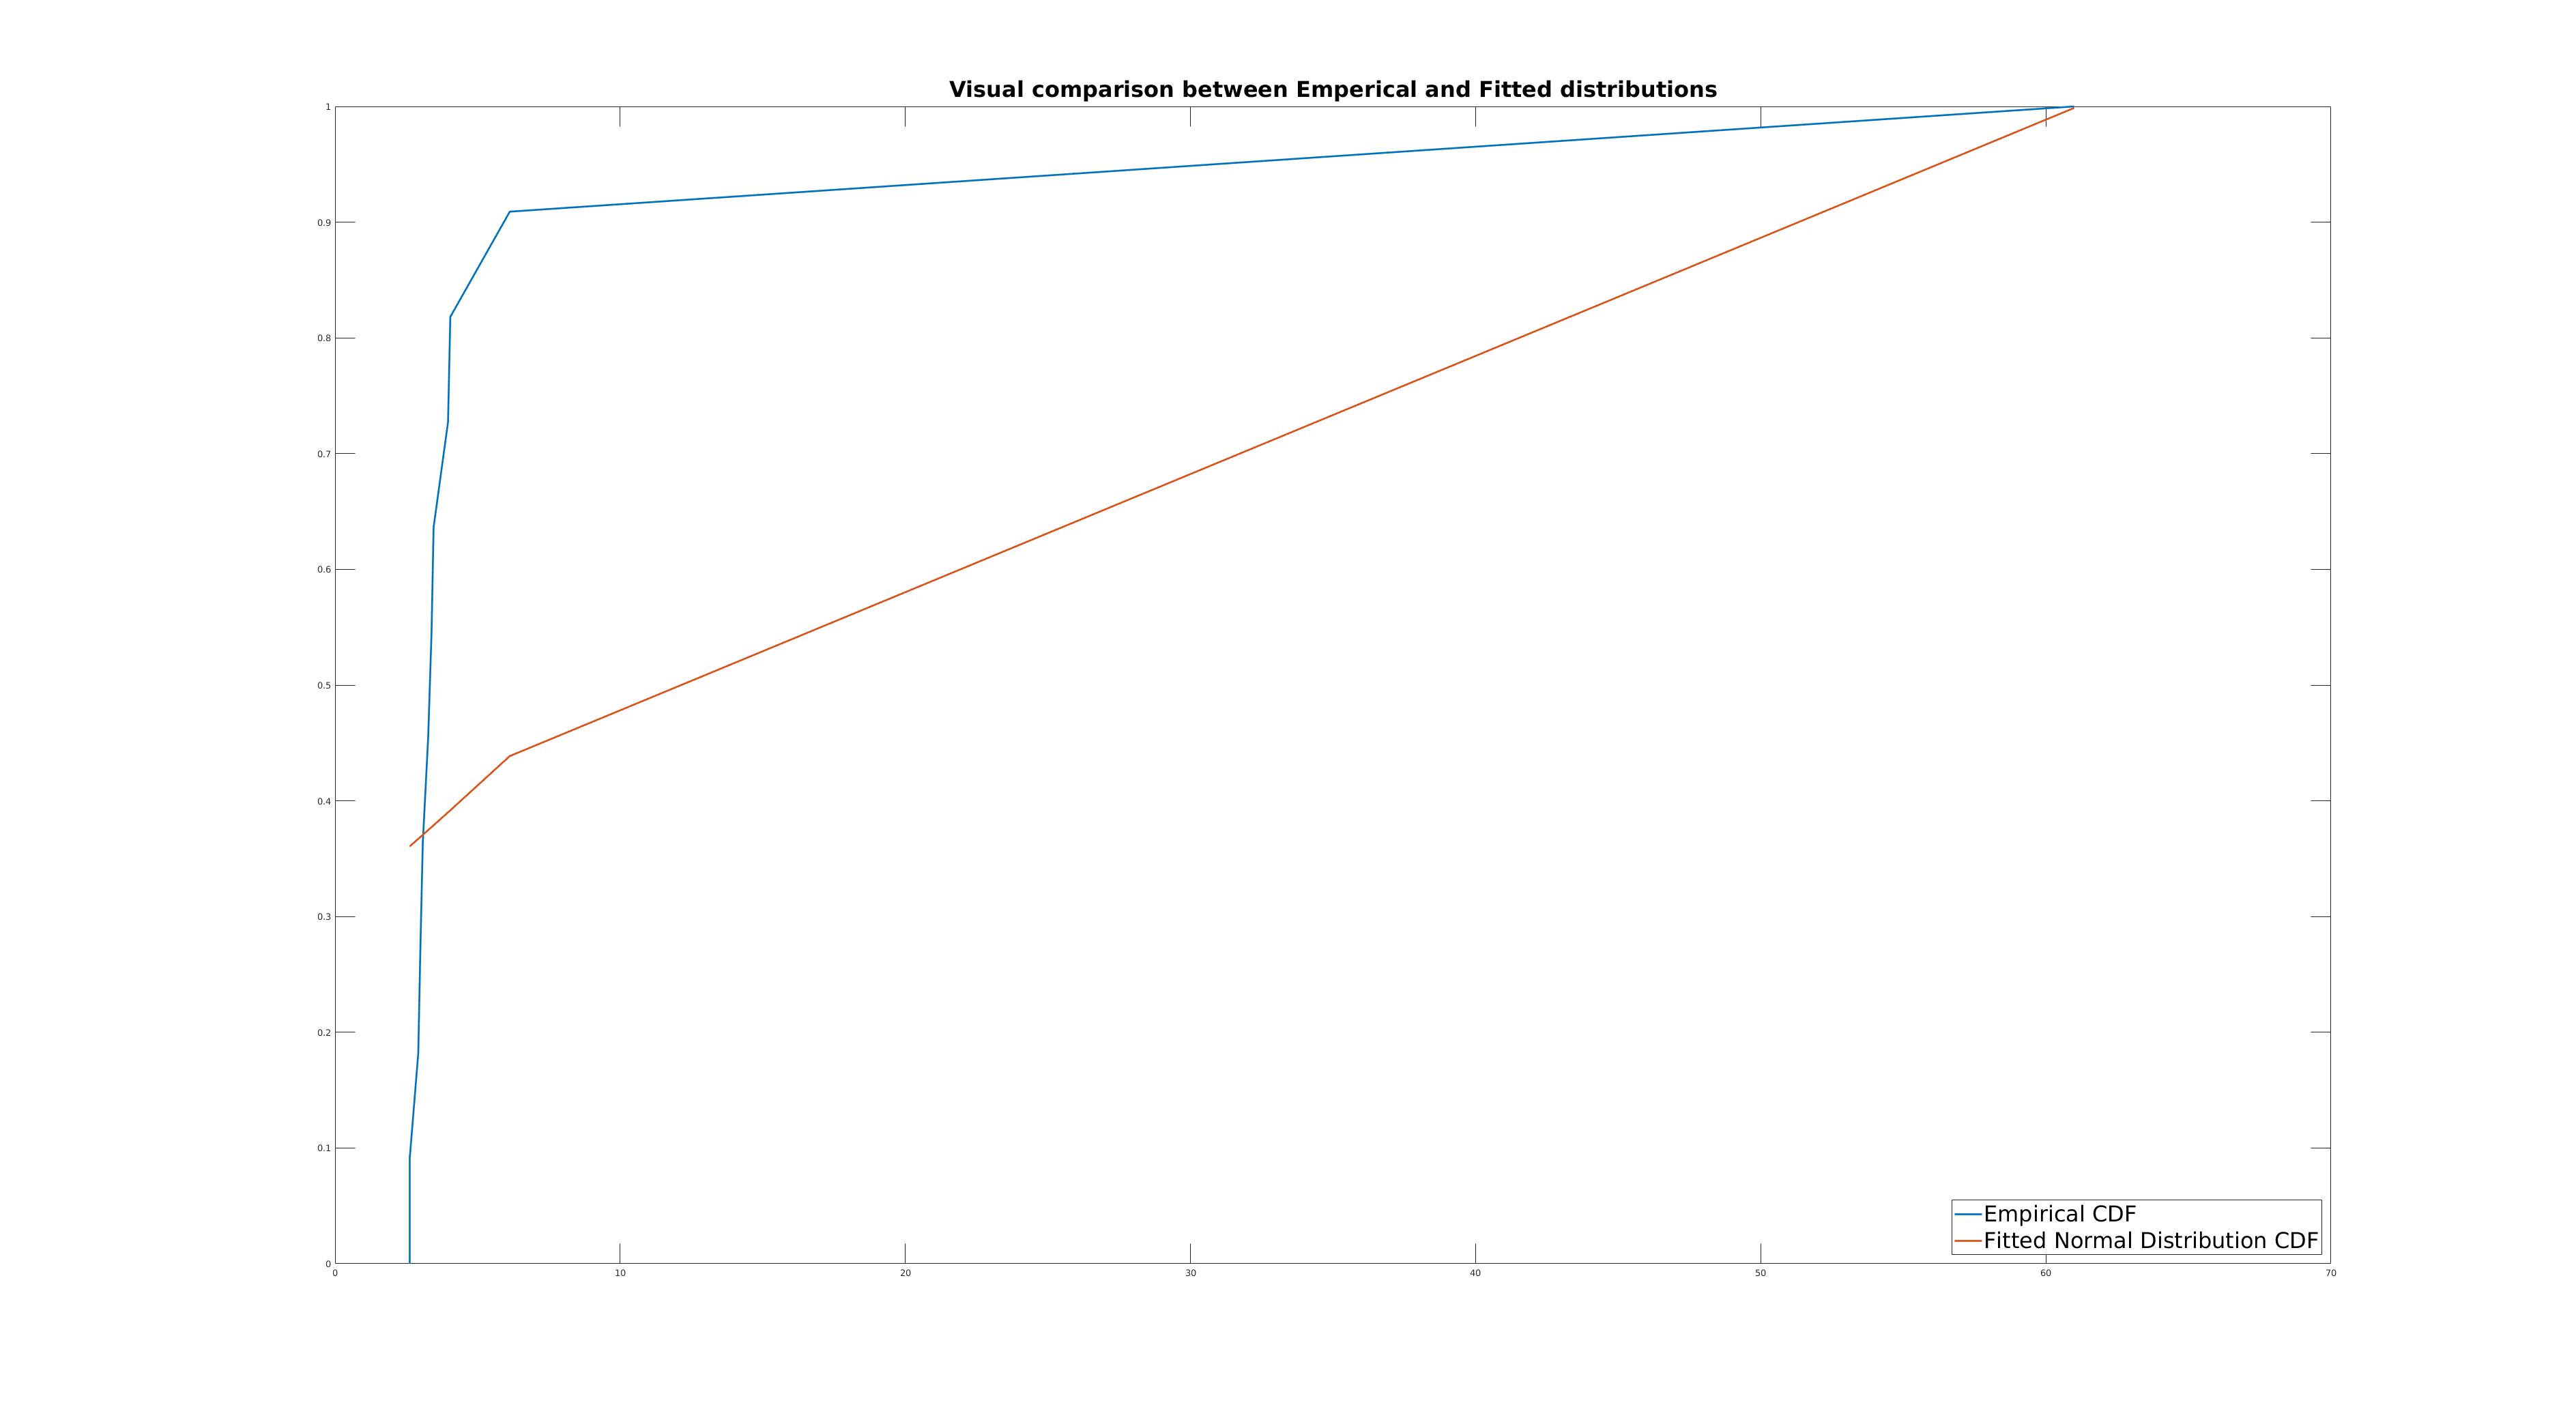 Visual comparison between Emperical and Fitted distributions
1
0.9
0.8
0.7
0.6
0.5
0.4
0.3
0.2
0.1
0
0 10 20 30 40 50 60 70
Empirical CDF
Fitted Normal Distribution CDF